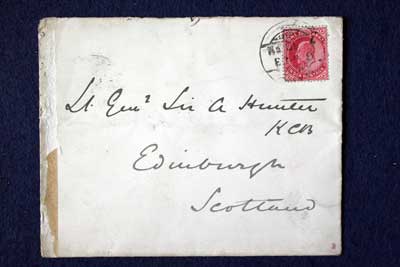 Lt Genl Sir A Hunter
KCB
Edinburgh
Scotland